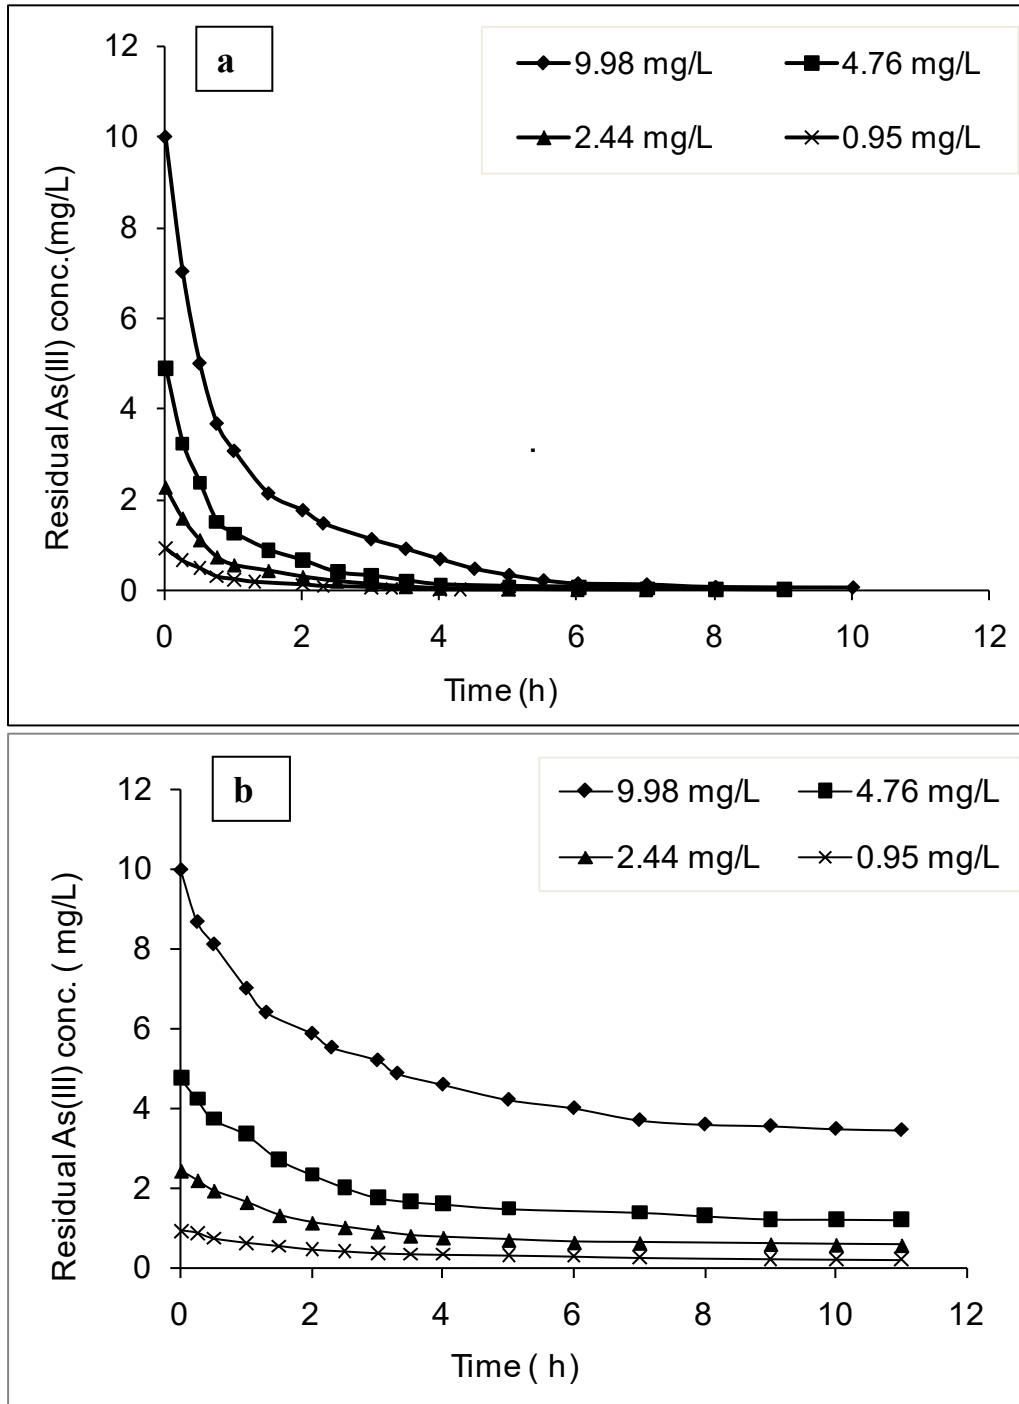 a
9.98 mg/L 4.76 mg/L
2.44 mg/L 0.95 mg/L
Residual As(III) conc.(mg/L)
12
10
8
6
4
2
0
0 2 4 6 8 10 12
Time (h)
b
9.98 mg/L 4.76 mg/L
2.44 mg/L 0.95 mg/L
Residual As(III) conc. ( mg/L)
12
10
8
6
4
2
0
0 2 4 6 8 10 12
Time ( h)